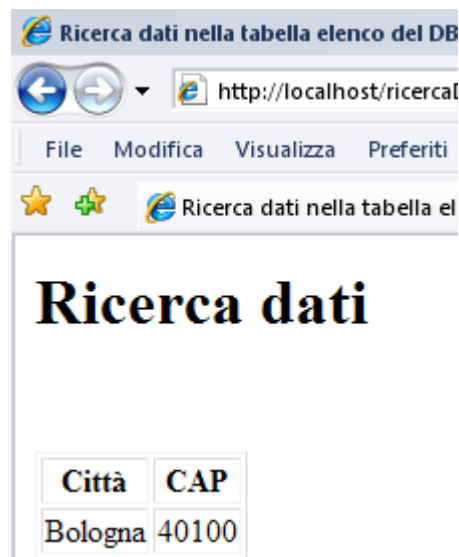 Ricerca dati nella tabella elenco del DB
http://localhost/ricerca
File Modifica Visualizza Preferiti
Ricerca dati nella tabella el
Ricerca dati
Città CAP
Bologna 40100